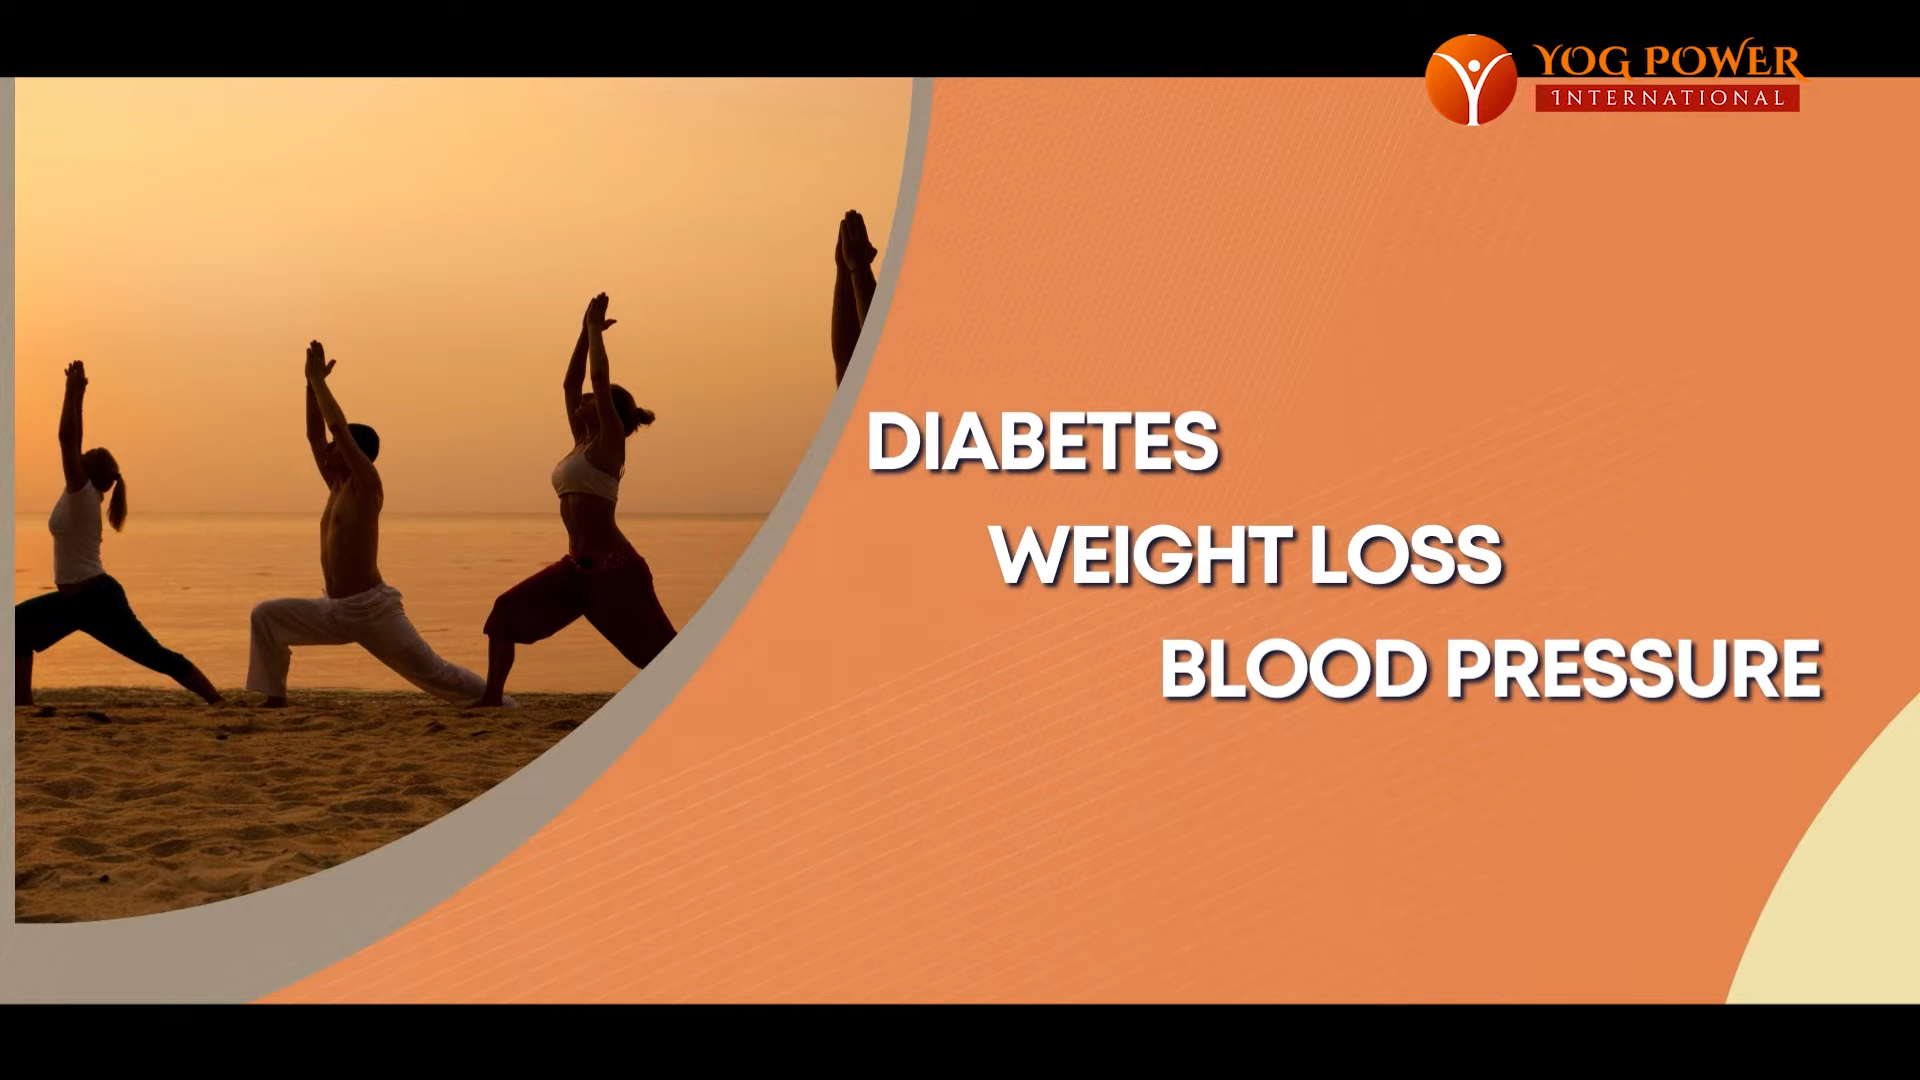 YOG POWER
INTERNATIONAL
DIABETES
WEIGHT LOSS
BLOOD PRESSURE